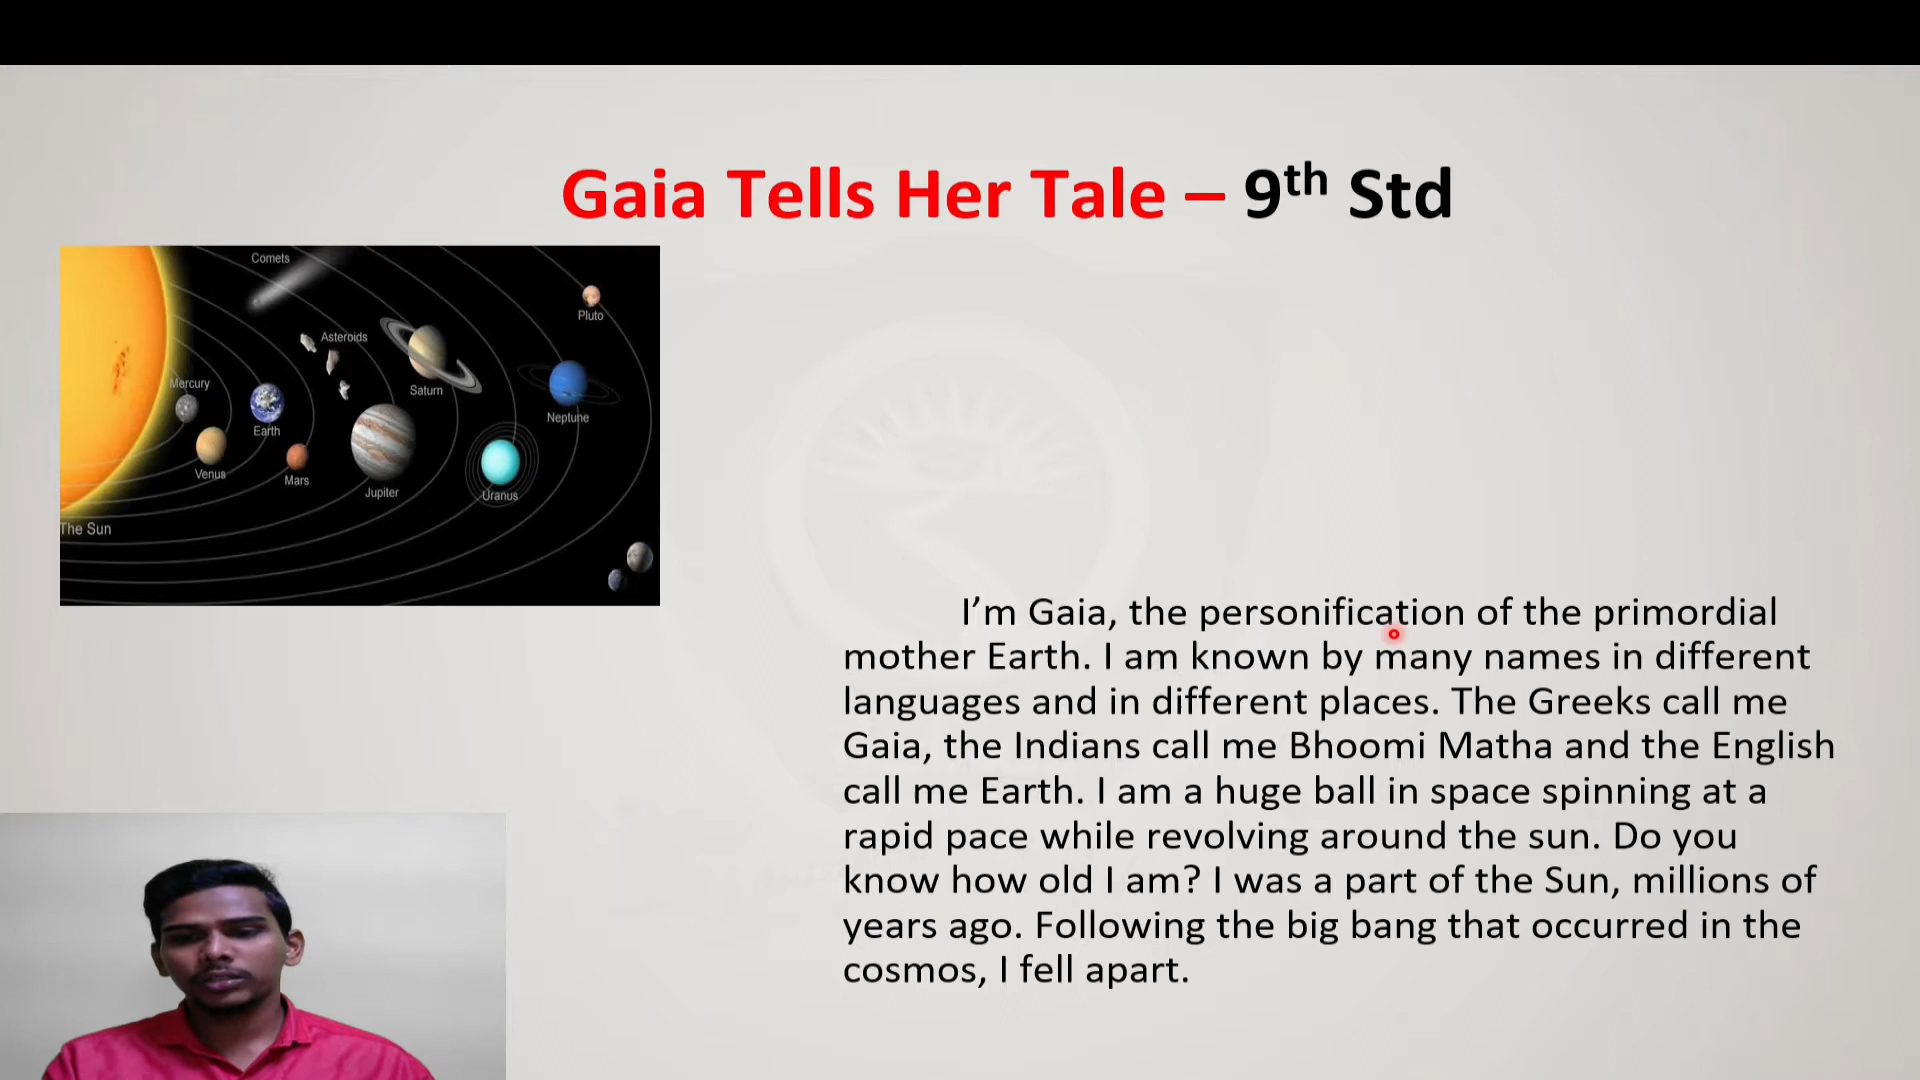 Gaia Tells Her Tale – 9th Std
Comets
Pluto
Asteroids
Mercury
Saturn
Neptune
Earth
Venus
Mars
Jupiter
Uranus
The Sun
I’m Gaia, the personification of the primordial
mother Earth. I am known by many names in different
languages and in different places. The Greeks call me
Gaia, the Indians call me Bhoomi Matha and the English
call me Earth. I am a huge ball in space spinning at a
rapid pace while revolving around the sun. Do you
know how old I am? I was a part of the Sun, millions of
years ago. Following the big bang that occurred in the
cosmos, I fell apart.